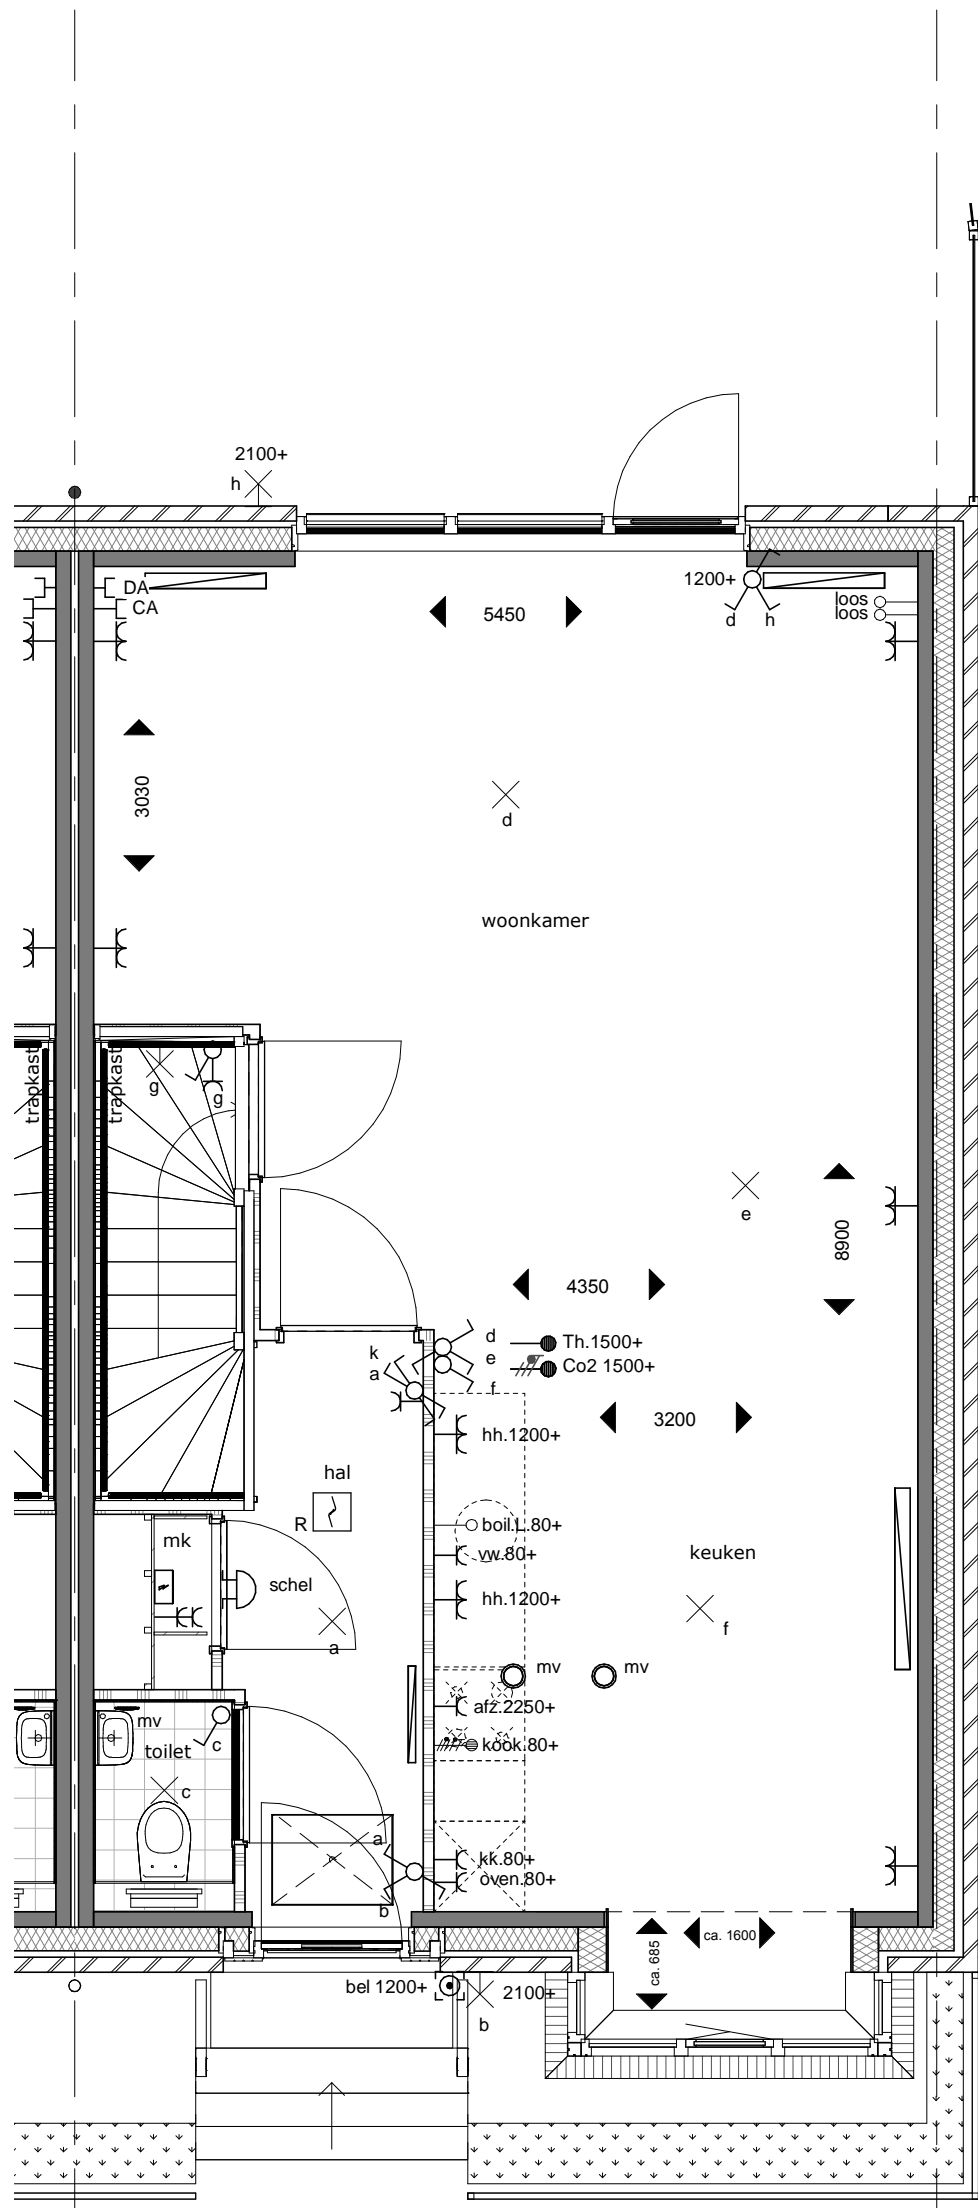 2100+
h
DA
CA
1200+
d h
loos
loos
5450
3030
d
woonkamer
trapkast
trapkast
g
g
e
8900
4350
d
e
f
k
a
Th.1500+
Co2 1500+
3200
hh.1200+
hal
R
boil.L.80+
mk
vw.80+
keuken
schel
hh.1200+
a
f
mv
mv
afz.2250+
mv
toilet
c
kook.80+
c
a
kk.80+
oven.80+
b
ca. 685
ca. 1600
bel 1200+
2100+
b